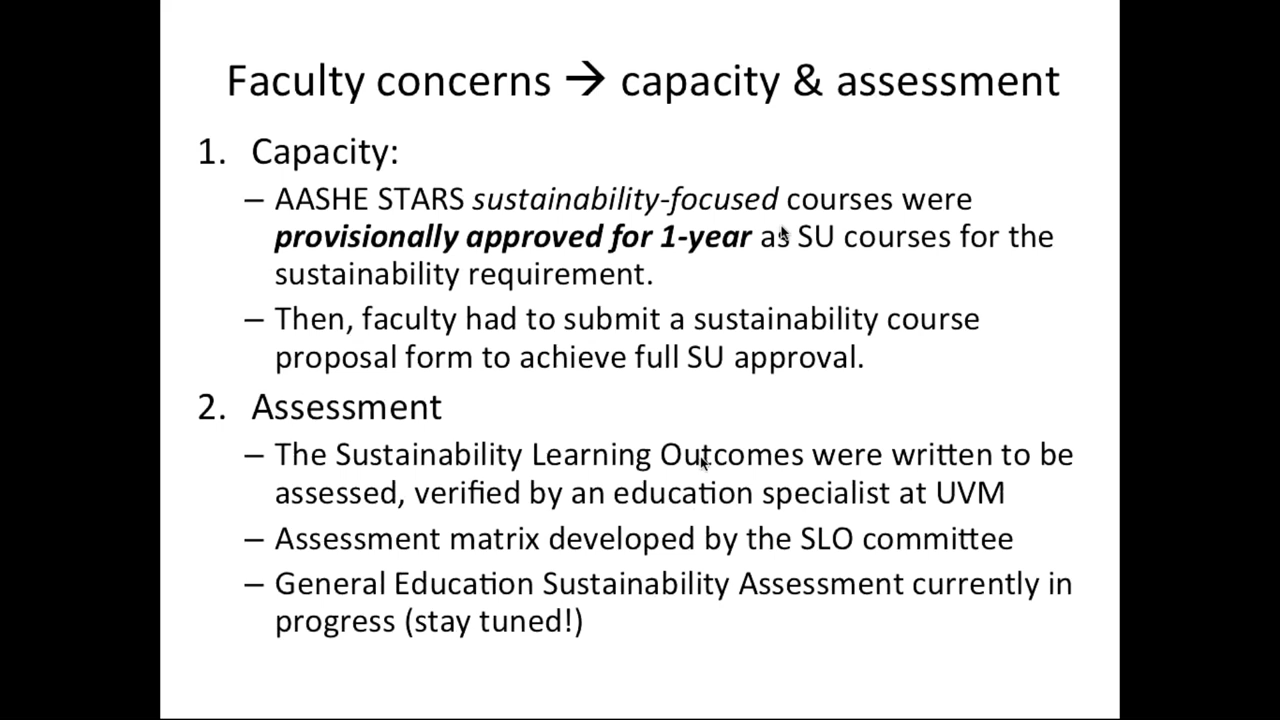 Faculty concerns → capacity & assessment
1. Capacity:
– AASHE STARS sustainability-focused courses were
provisionally approved for 1-year as SU courses for the
sustainability requirement.
– Then, faculty had to submit a sustainability course
proposal form to achieve full SU approval.
2. Assessment
– The Sustainability Learning Outcomes were written to be
assessed, verified by an education specialist at UVM
– Assessment matrix developed by the SLO committee
– General Education Sustainability Assessment currently in
progress (stay tuned!)